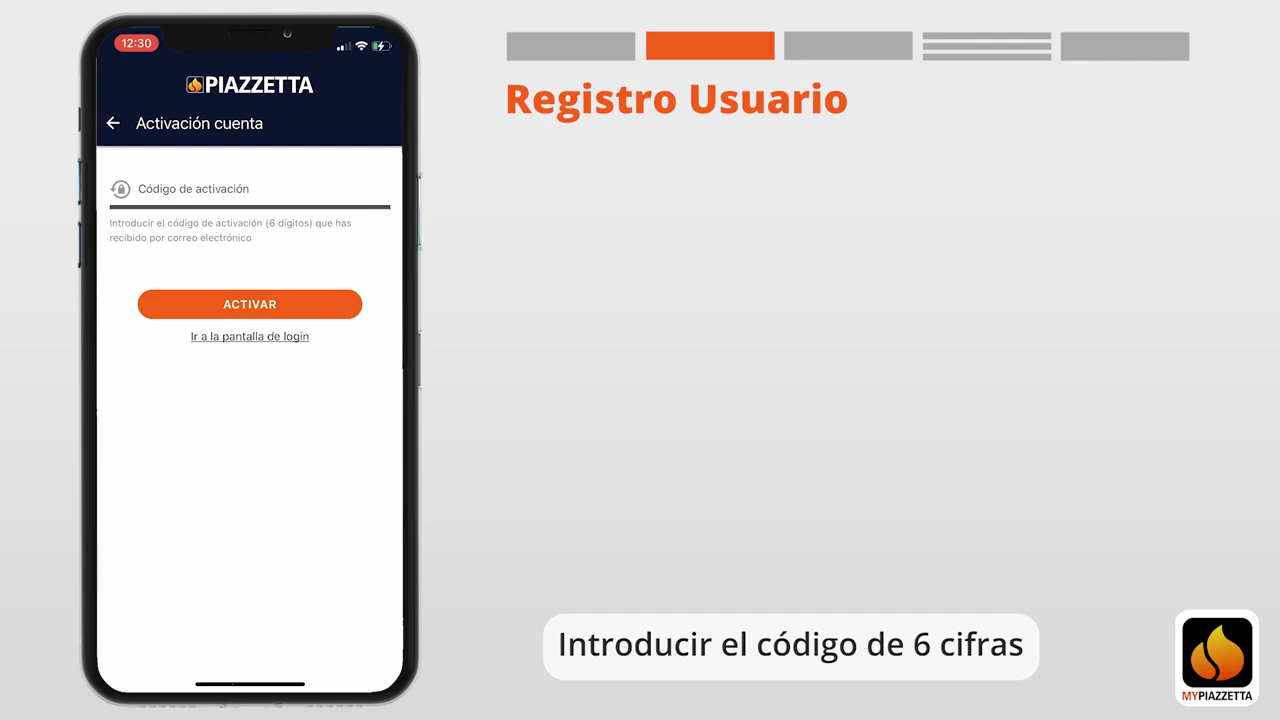 12:30
PIAZZETTA
Activación cuenta
Código de activación
Introducir el código de activación (6 dígitos) que has
recibido por correo electrónico
ACTIVAR
Ir a la pantalla de login
Registro Usuario
Introducir el código de 6 cifras
MYPIAZZETTA